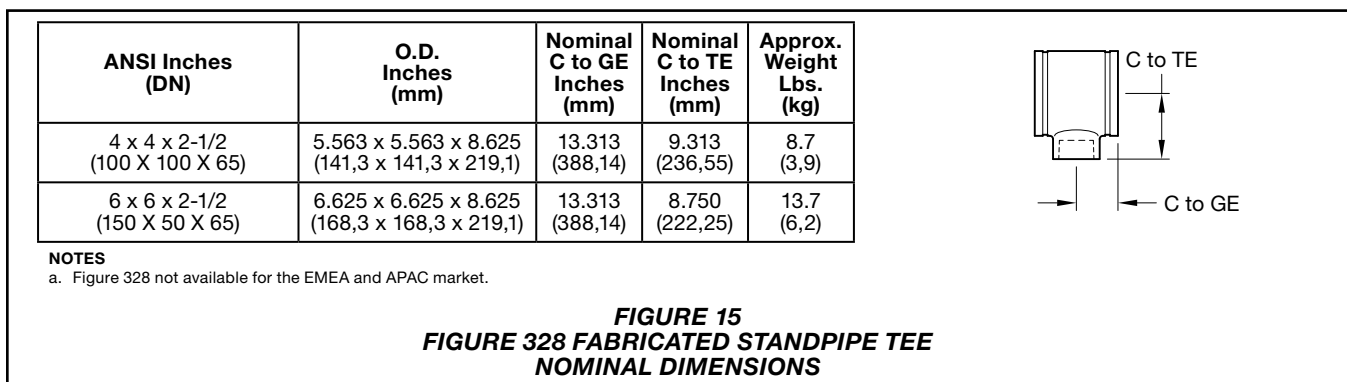 ANSI Inches
(DN)
O.D.
Inches
(mm)
Nominal
C to GE
Inches
(mm)
Nominal
C to TE
Inches
(mm)
Approx.
Weight
Lbs.
(kg)
4 x 4 x 2-1/2
(100 X 100 X 65)
5.563 x 5.563 x 8.625
(141,3 x 141,3 x 219,1)
13.313
(388,14)
9.313
(236,55)
8.7
(3,9)
6 x 6 x 2-1/2
(150 X 50 X 65)
6.625 x 6.625 x 8.625
(168,3 x 168,3 x 219,1)
13.313
(388,14)
8.750
(222,25)
13.7
(6,2)
C to TE
C to GE
NOTES
a. Figure 328 not available for the EMEA and APAC market.
FIGURE 15
FIGURE 328 FABRICATED STANDPIPE TEE
NOMINAL DIMENSIONS